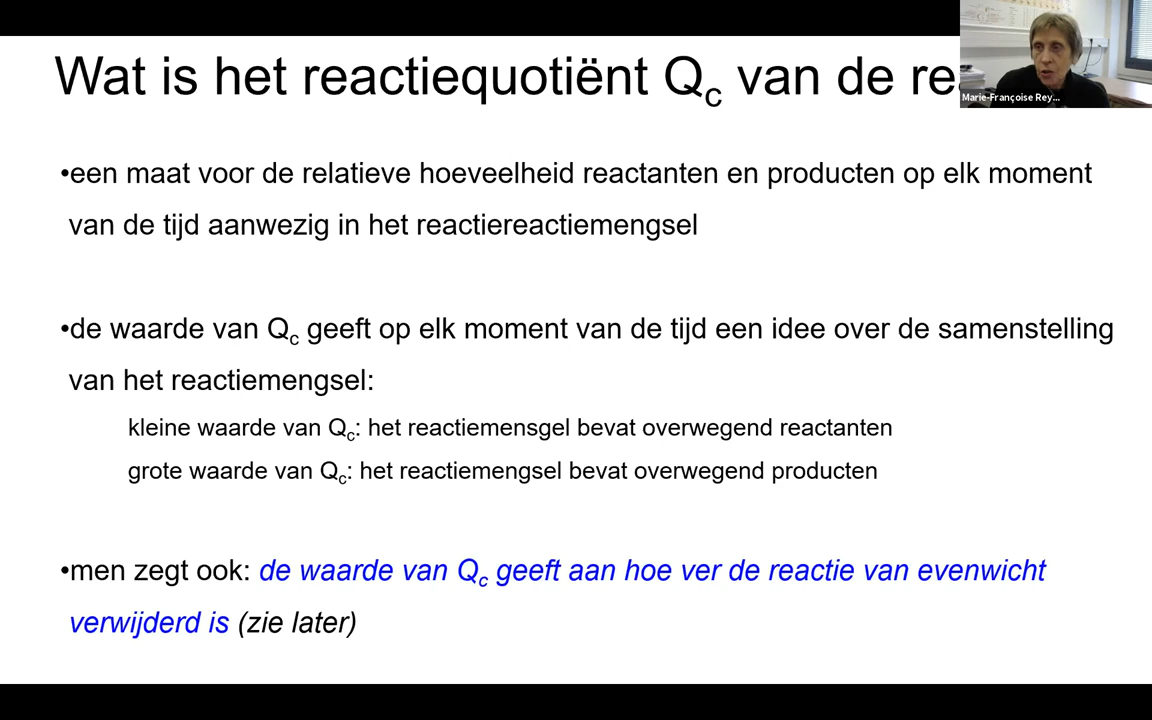 Wat is het reactiequotiënt Qc van de rea
Marie-Françoise Rey...
•een maat voor de relatieve hoeveelheid reactanten en producten op elk moment
van de tijd aanwezig in het reactiereactiemengsel
•de waarde van Qc geeft op elk moment van de tijd een idee over de samenstelling
van het reactiemengsel:
kleine waarde van Qc: het reactiemensgel bevat overwegend reactanten
grote waarde van Qc: het reactiemengsel bevat overwegend producten
•men zegt ook: de waarde van Qc geeft aan hoe ver de reactie van evenwicht
verwijderd is (zie later)